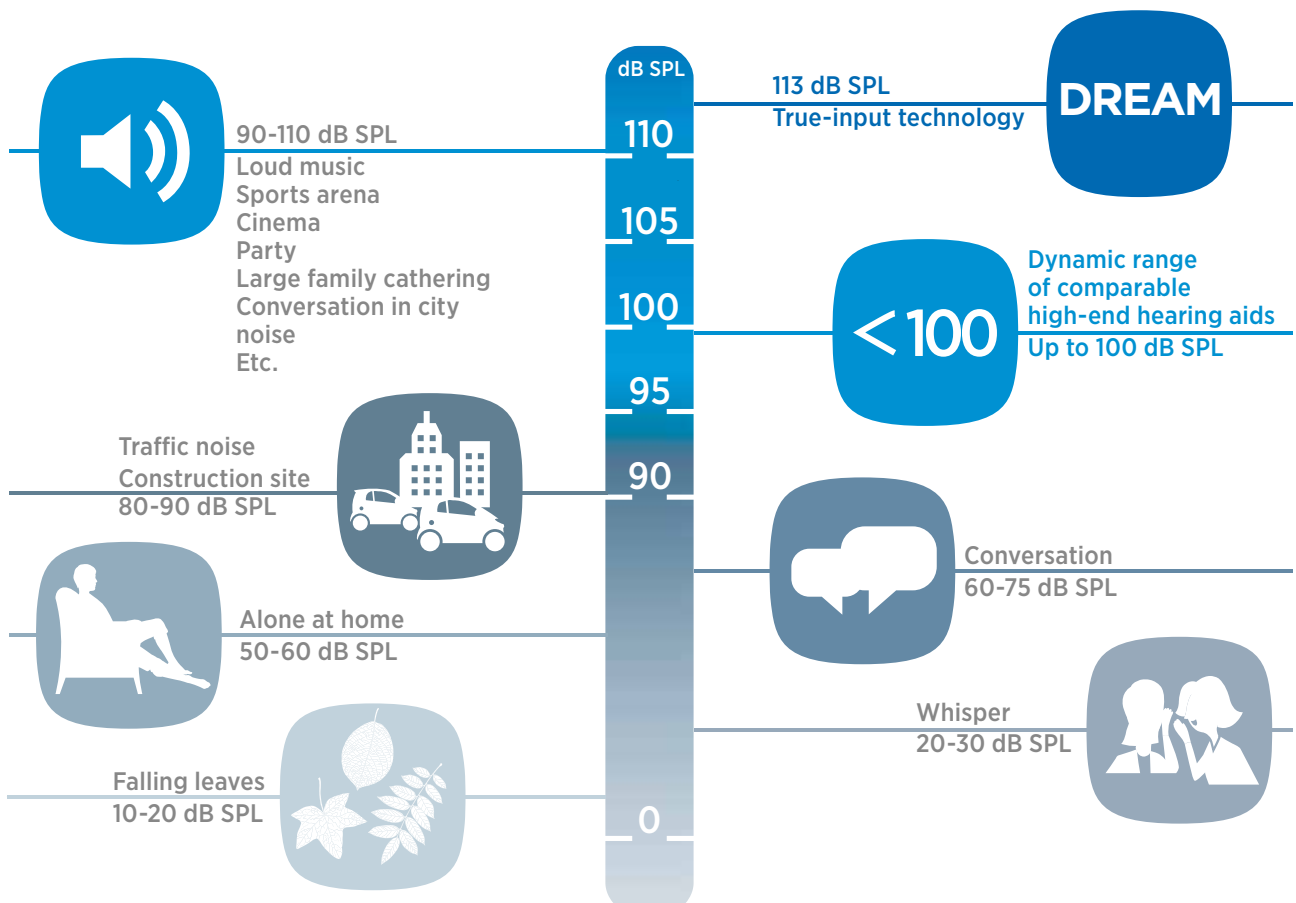 90-110 dB SPL
Loud music
Sports arena
Cinema
Party
Large family cathering
Conversation in city
noise
Etc.
Traffic noise
Construction site
80-90 dB SPL
Alone at home
50-60 dB SPL
Falling leaves
10-20 dB SPL
dB SPL
110
105
100
95
90
0
113 dB SPL
True-input technology
DREAM
< 100
Dynamic range
of comparable
high-end hearing aids
Up to 100 dB SPL
Conversation
60-75 dB SPL
Whisper
20-30 dB SPL